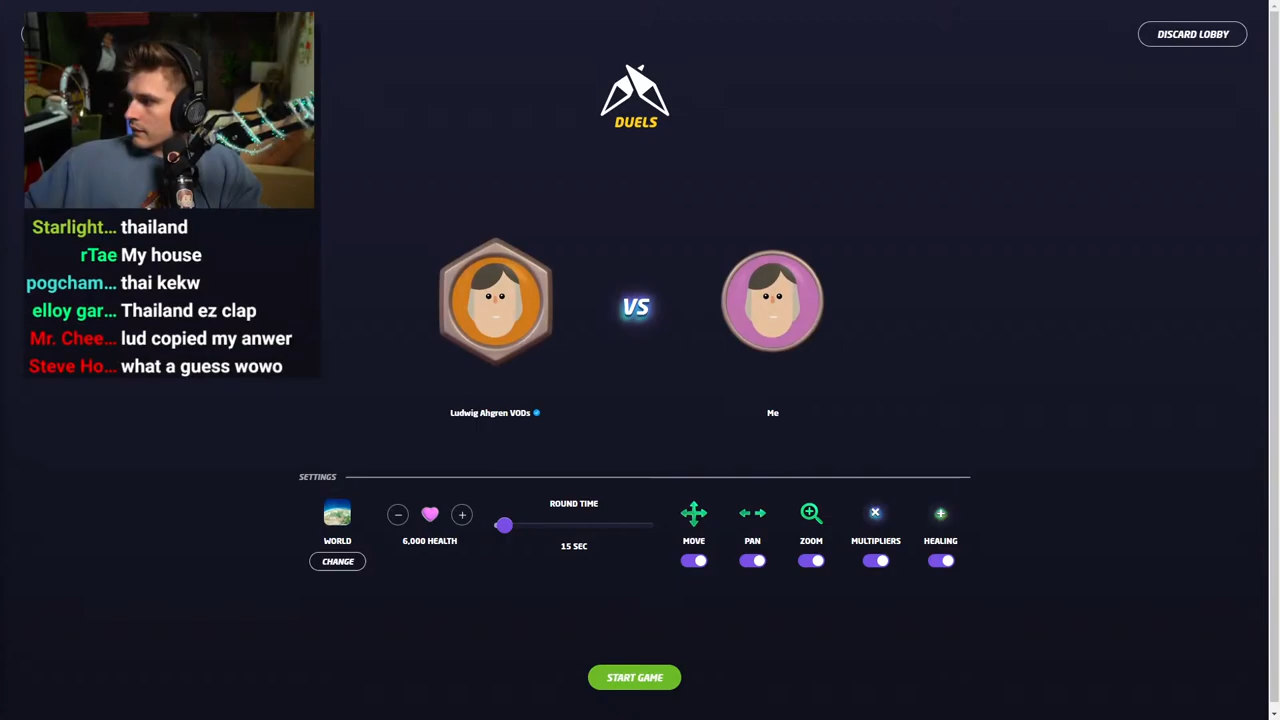 DISCARD LOBBY
DUELS
Starlight... thailand
rTae My house
pogcham... thai kekw
elloy gar... Thailand ez clap
Mr. Chee... lud copied my anwer
Steve Ho... what a guess wowo
VS
Ludwig Ahgren VODs
Me
SETTINGS
WORLD
CHANGE
6,000 HEALTH
ROUND TIME
15 SEC
MOVE
PAN
ZOOM
MULTIPLIERS
HEALING
START GAME